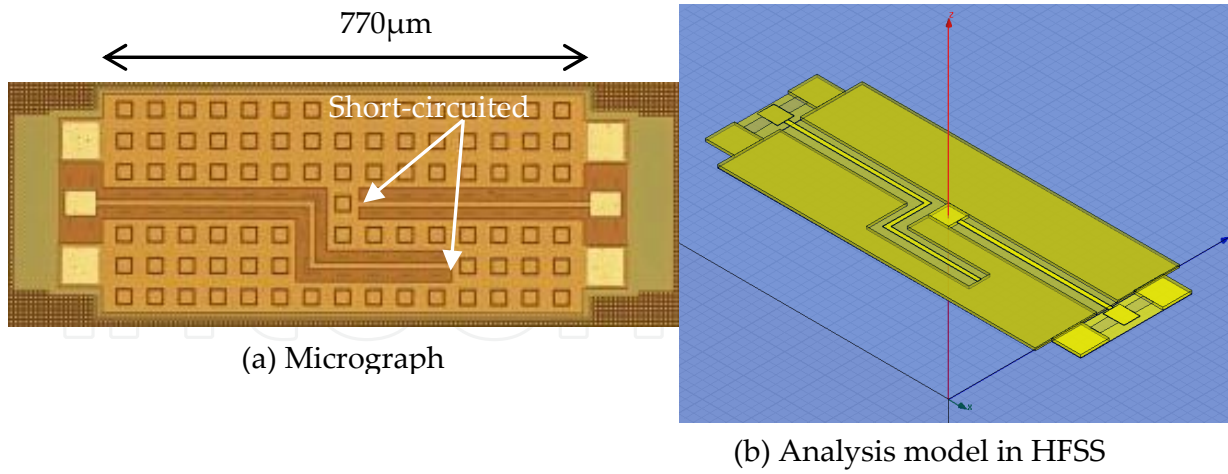 770µm
Short-circuited
z
x
(a) Micrograph
(b) Analysis model in HFSS